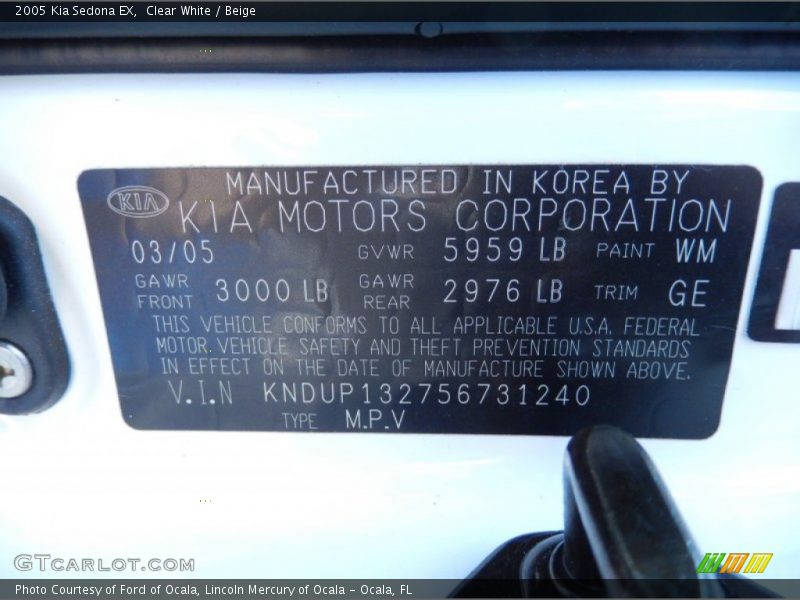 2005 Kia Sedona EX, Clear White / Beige
MANUFACTURED IN KOREA BY
KIA KIA MOTORS CORPORATION
03/05 GVWR 5959 LB PAINT WM
GAWR FRONT 3000 LB GAWR REAR 2976 LB TRIM GE
THIS VEHICLE CONFORMS TO ALL APPLICABLE U.S.A. FEDERAL
MOTOR VEHICLE SAFETY AND THEFT PREVENTION STANDARDS
IN EFFECT ON THE DATE OF MANUFACTURE SHOWN ABOVE.
V.I.N KNDUP132756731240
TYPE M.P.V
GTCARLOT.COM
Photo Courtesy of Ford of Ocala, Lincoln Mercury of Ocala - Ocala, FL